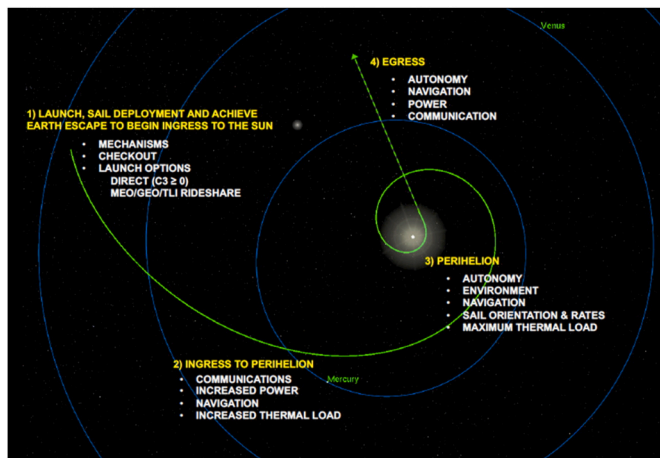 Venus
4) EGRESS
• AUTONOMY
• NAVIGATION
• POWER
• COMMUNICATION
1) LAUNCH, SAIL DEPLOYMENT AND ACHIEVE
EARTH ESCAPE TO BEGIN INGRESS TO THE SUN
• MECHANISMS
• CHECKOUT
• LAUNCH OPTIONS
DIRECT (C3 ≥ 0)
MEO/GEO/TLI RIDESHARE
3) PERIHELION
• AUTONOMY
• ENVIRONMENT
• NAVIGATION
• SAIL ORIENTATION & RATES
• MAXIMUM THERMAL LOAD
2) INGRESS TO PERIHELION
• COMMUNICATIONS
• INCREASED POWER
• NAVIGATION
• INCREASED THERMAL LOAD
Mercury